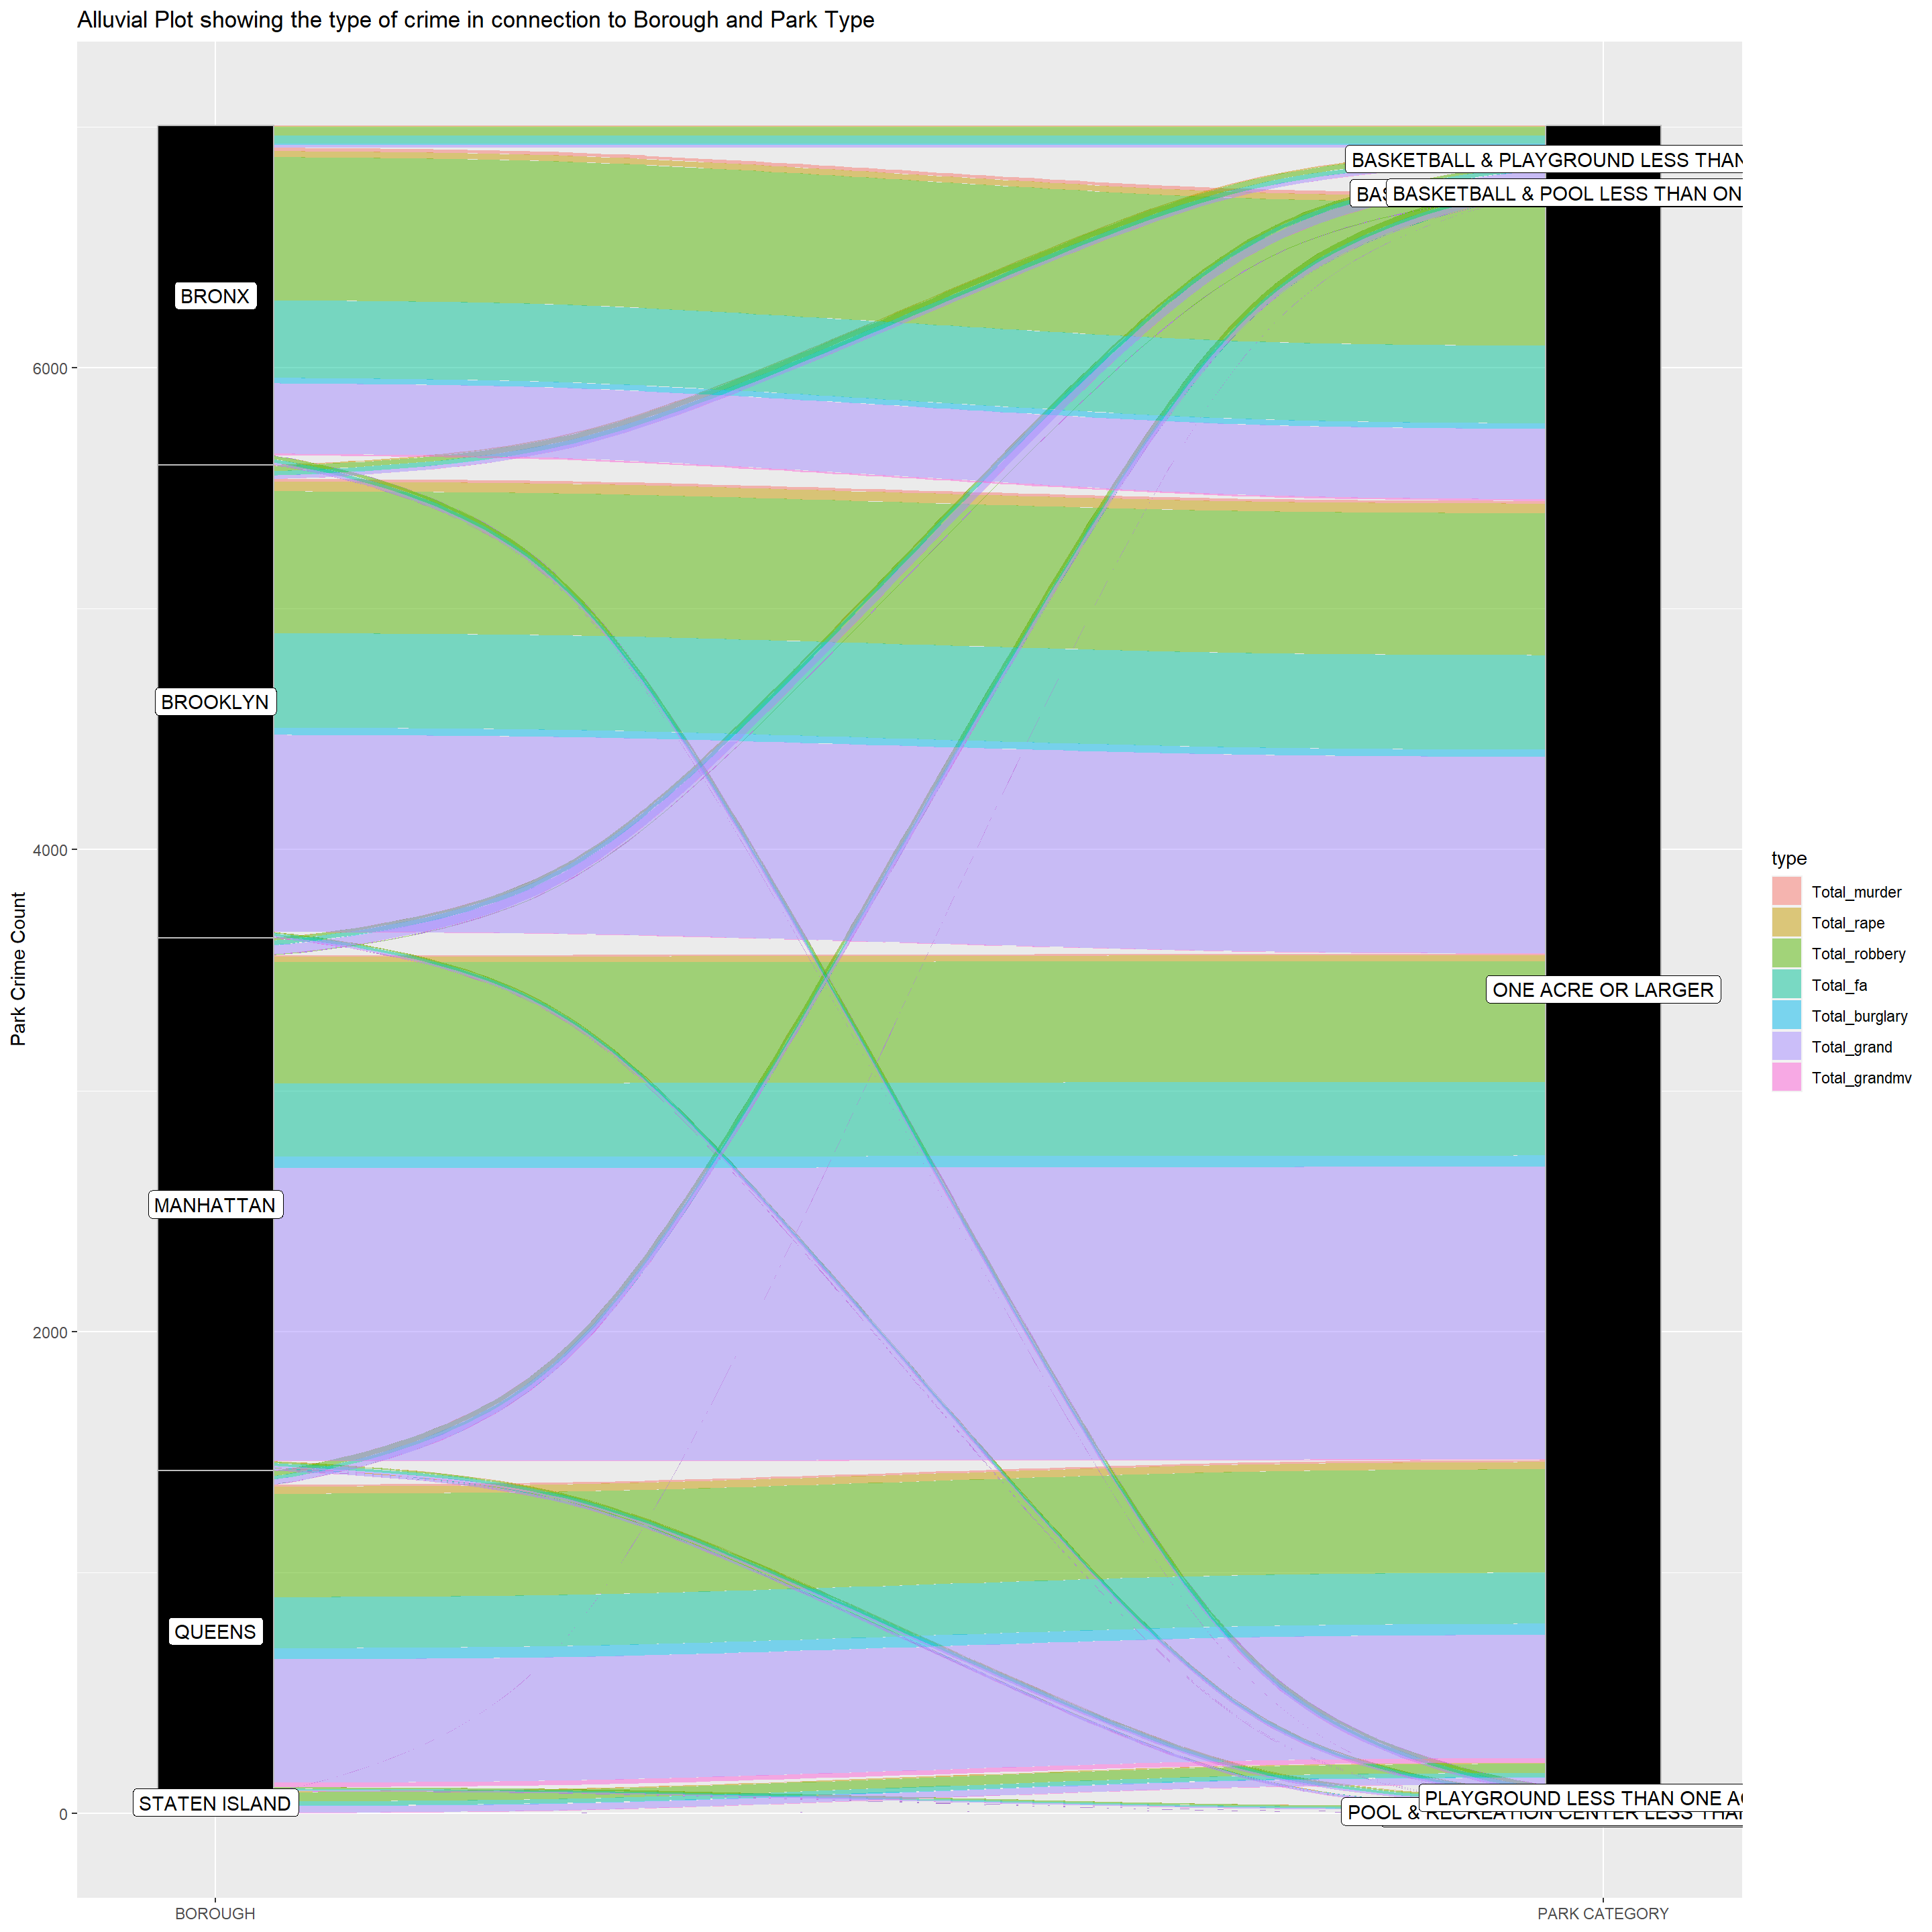 Alluvial Plot showing the type of crime in connection to Borough and Park Type
BASKETBALL & PLAYGROUND LESS THAN
BASKETBALL & POOL LESS THAN ON
BRONX
6000
BROOKLYN
4000
Park Crime Count
type
Total_murder
Total_rape
Total_robbery
Total_fa
Total_burglary
Total_grand
Total_grandmv
ONE ACRE OR LARGER
MANHATTAN
2000
QUEENS
PLAYGROUND LESS THAN ONE AC
STATEN ISLAND
POOL & RECREATION CENTER LESS THAN
0
BOROUGH
PARK CATEGORY